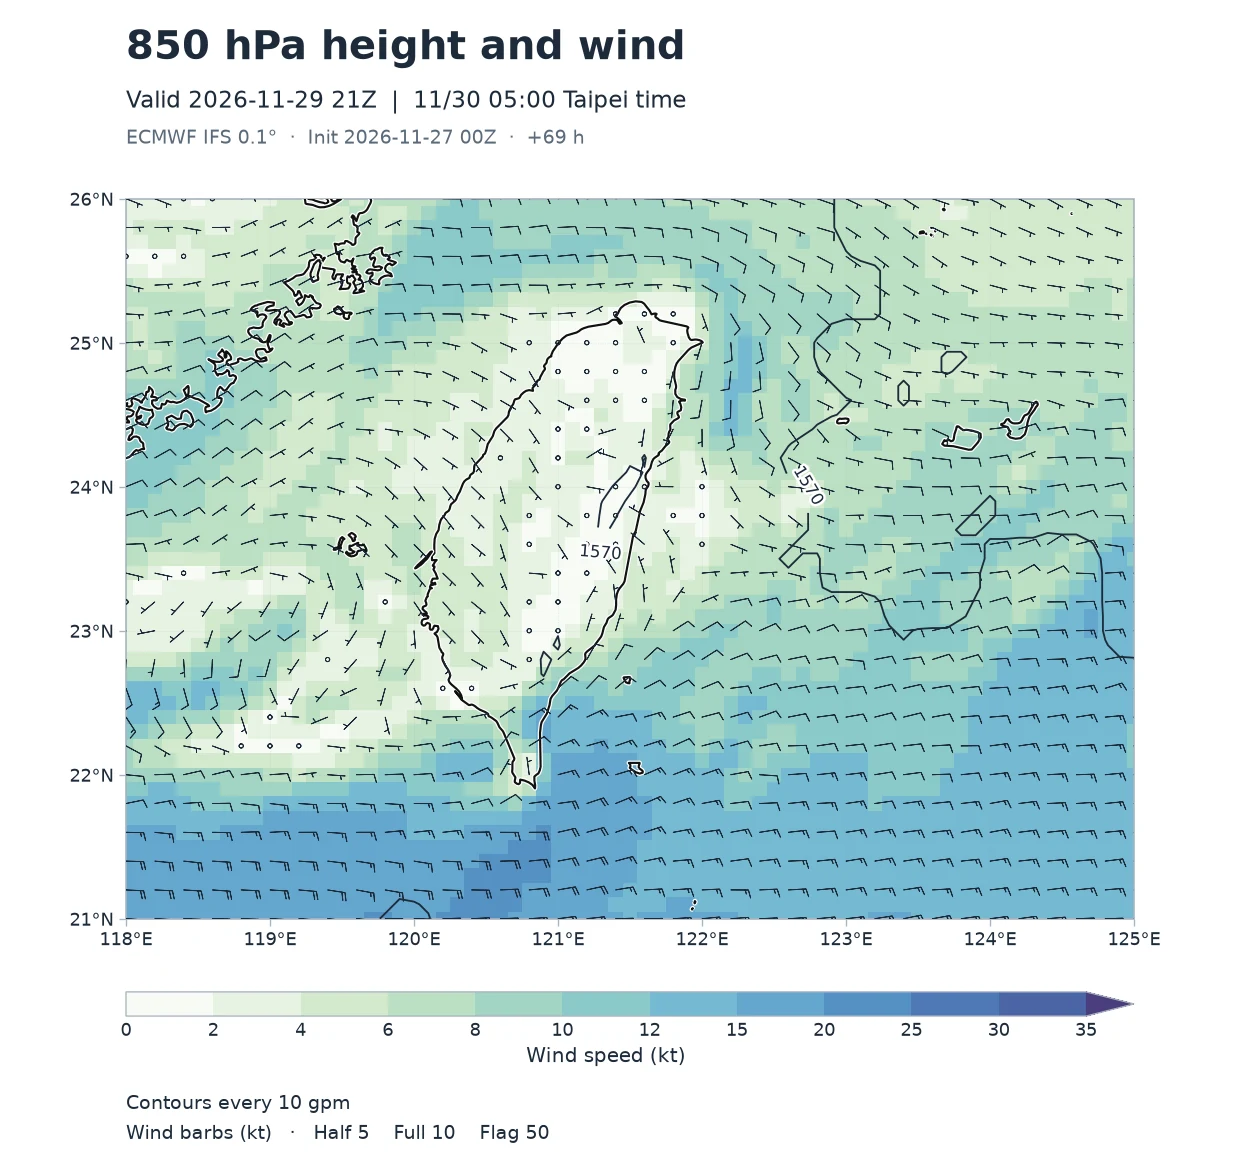 850 hPa height and wind
Valid 2026-11-29 21Z | 11/30 05:00 Taipei time
ECMWF IFS 0.1° · Init 2026-11-27 00Z · +69 h
26°N
25°N
24°N
23°N
22°N
21°N
1570
1570
118°E 119°E 120°E 121°E 122°E 123°E 124°E 125°E
0 2 4 6 8 10 12 15 20 25 30 35
Wind speed (kt)
Contours every 10 gpm
Wind barbs (kt) · Half 5 Full 10 Flag 50